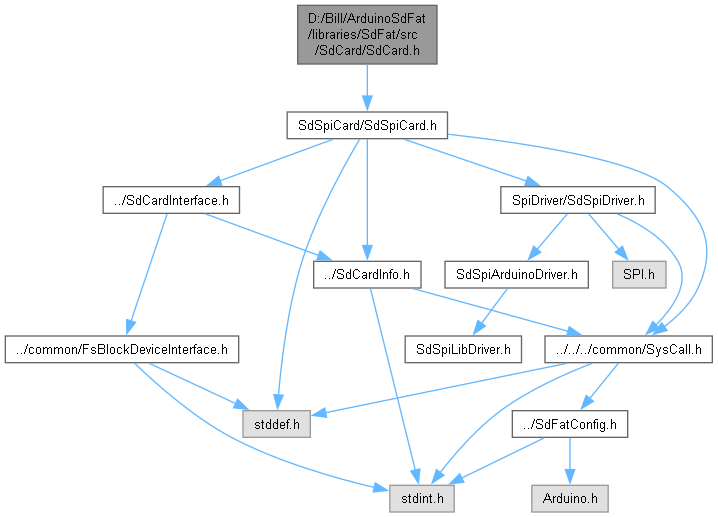 D:/Bill/ArduinoSdFat
/libraries/SdFat/src
/SdCard/SdCard.h
SdSpiCard/SdSpiCard.h
../SdCardInterface.h
SpiDriver/SdSpiDriver.h
../SdCardInfo.h
SdSpiArduinoDriver.h
SPI.h
../common/FsBlockDeviceInterface.h
SdSpiLibDriver.h
../../../common/SysCall.h
stddef.h
../SdFatConfig.h
stdint.h
Arduino.h